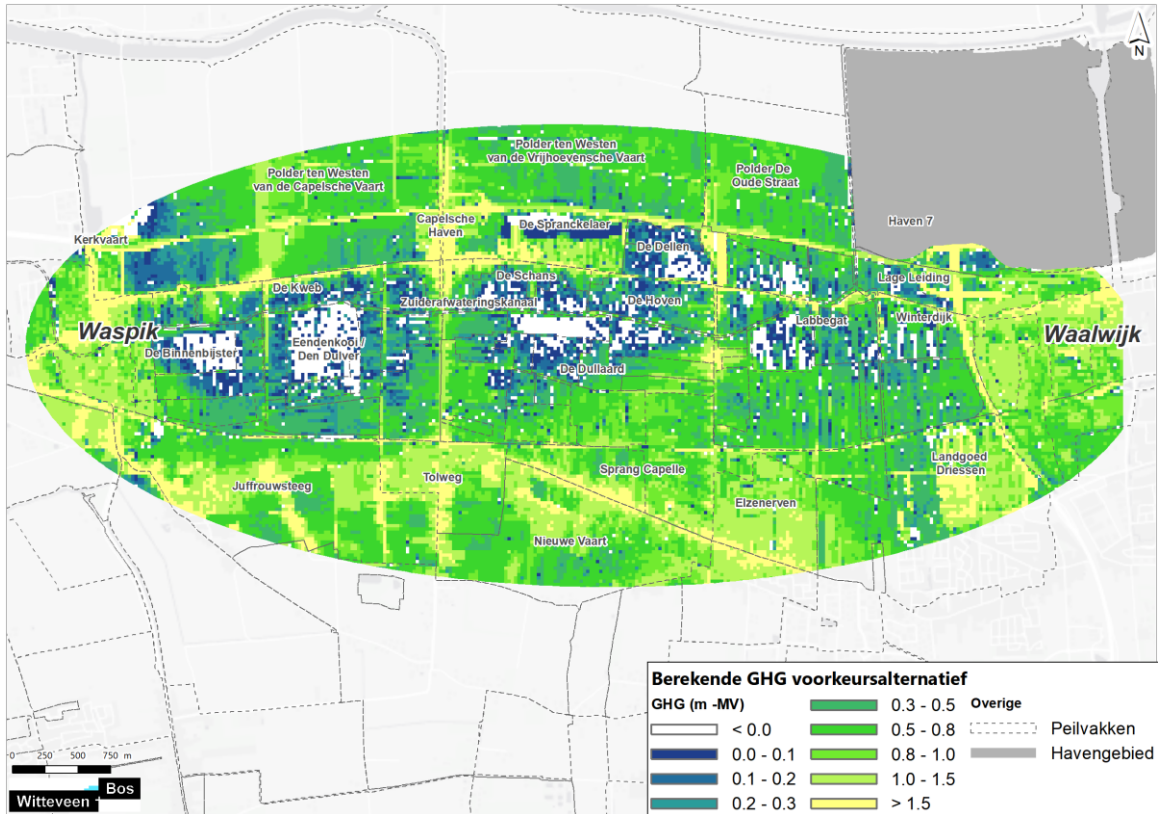 N
Polder ten Westen
van de Vrijhoevensche Vaart
Polder ten Westen
van de Capelsche Vaart
Polder De
Oude Straat
Haven 7
Capelsche
Haven
De Spranckelaer
Kerkvaart
De Dellen
De Schans
Lage Leiding
De Kweb
Zuiderafwateringskanaal
De Hoven
Labbegat
Winterdijk
Waspik
Waalwijk
De Binnenbijster
Eendenkooi /
Den Dulver
De Dullaard
Landgoed
Driessen
Sprang Capelle
Tolweg
Juffrouwsteeg
Elzenerven
Nieuwe Vaart
0 250 500 750 m
Witteveen
Bos
Berekende GHG voorkeursalternatief
GHG (m -MV)
< 0.0
0.0 - 0.1
0.1 - 0.2
0.2 - 0.3
0.3 - 0.5
0.5 - 0.8
0.8 - 1.0
1.0 - 1.5
> 1.5
Overige
Peilvakken
Havengebied